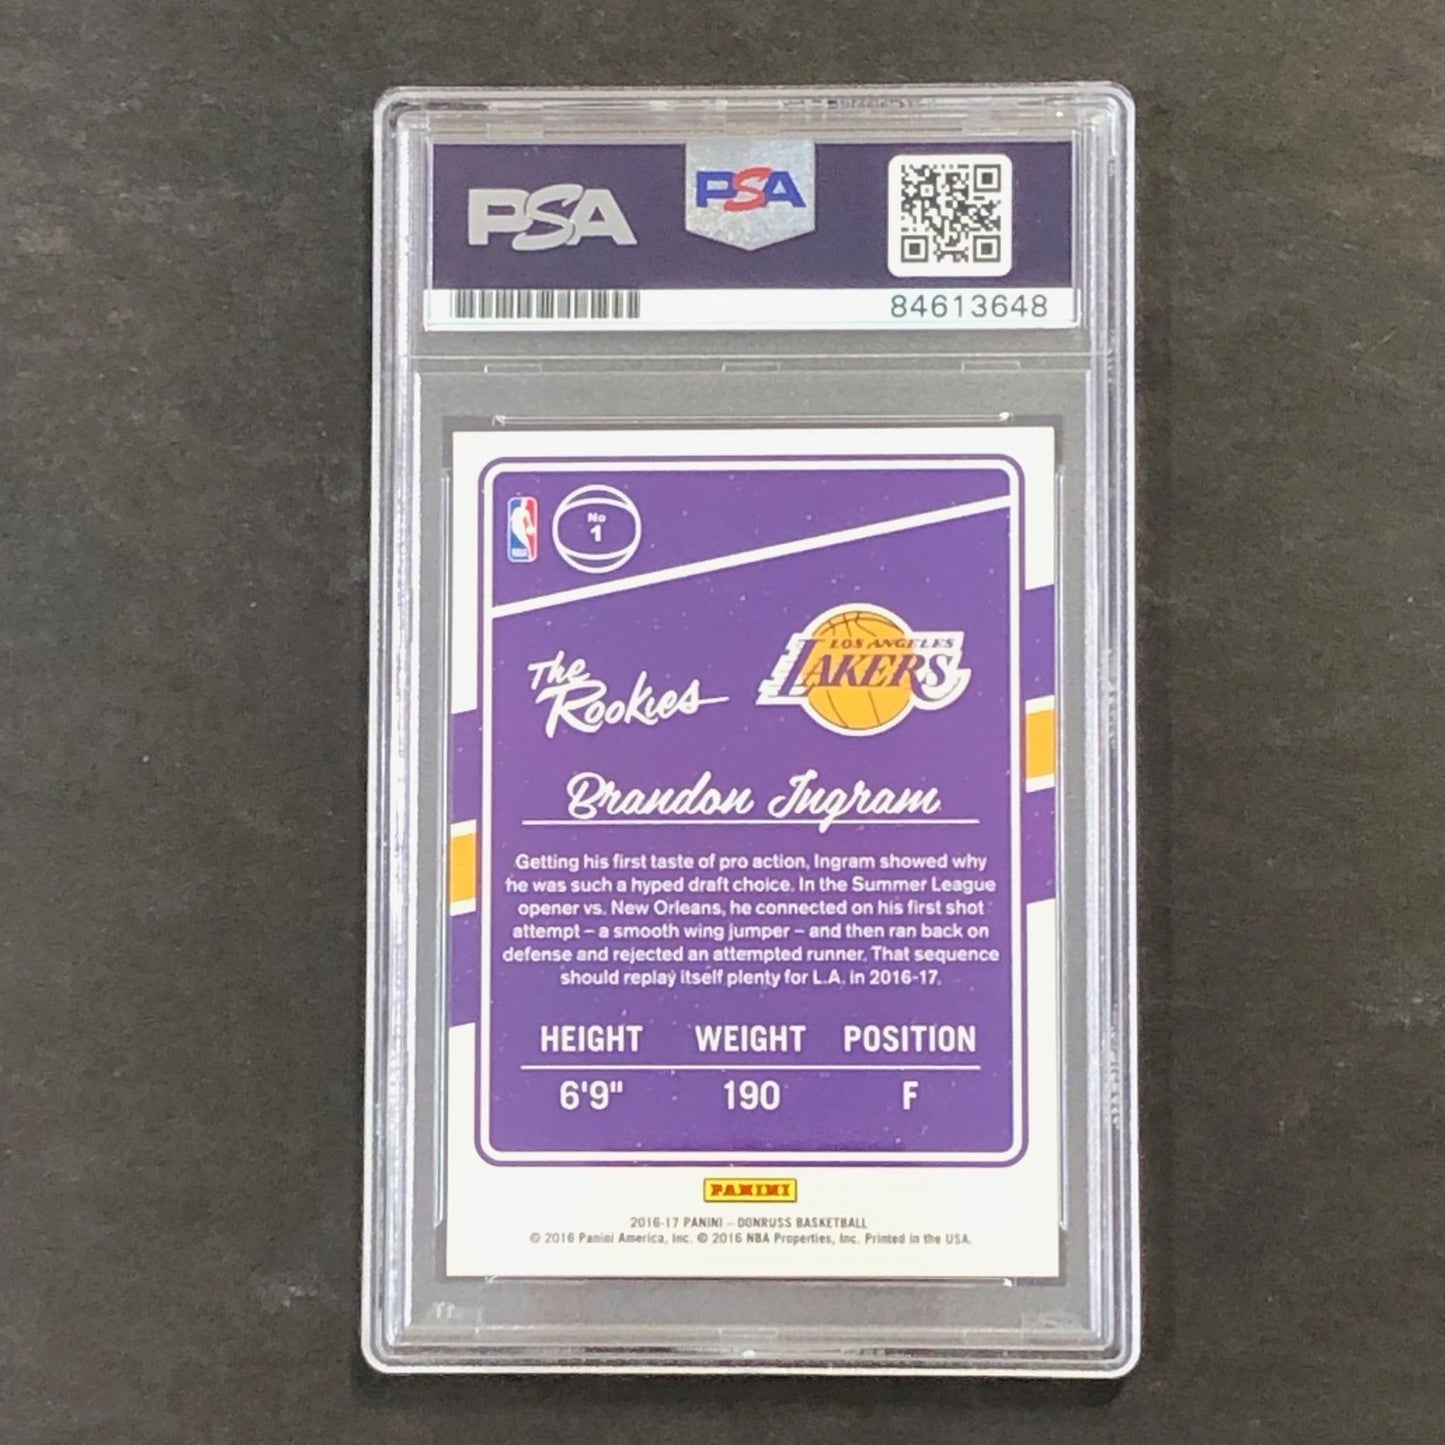 PSA
PSA
84613648
NBA
No
1
The
Rookies
LOS ANGELES
LAKERS
Brandon Ingram
Getting his first taste of pro action, Ingram showed why
he was such a hyped draft choice. In the Summer League
opener vs. New Orleans, he connected on his first shot
attempt – a smooth wing jumper – and then ran back on
defense and rejected an attempted runner. That sequence
should replay itself plenty for L.A. in 2016-17.
HEIGHT WEIGHT POSITION
6'9" 190 F
PANINI
2016-17 PANINI – DONRUSS BASKETBALL
© 2016 Panini America, Inc. © 2016 NBA Properties, Inc. Printed in the USA.